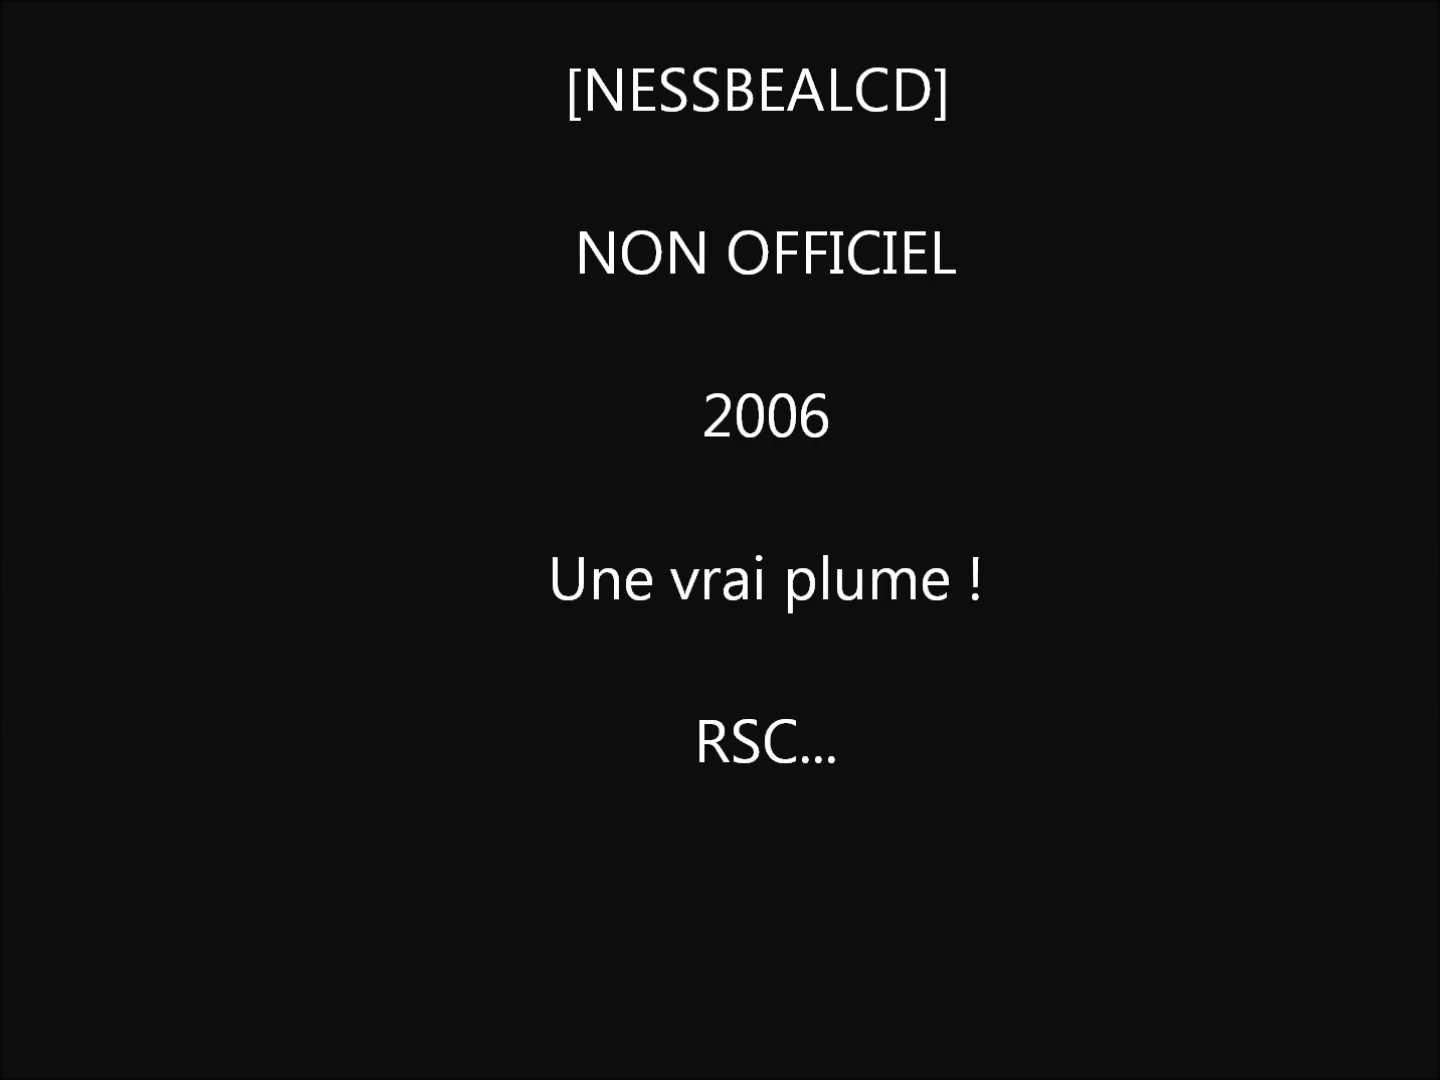 [NESSBEALCD]
NON OFFICIEL
2006
Une vrai plume !
RSC...